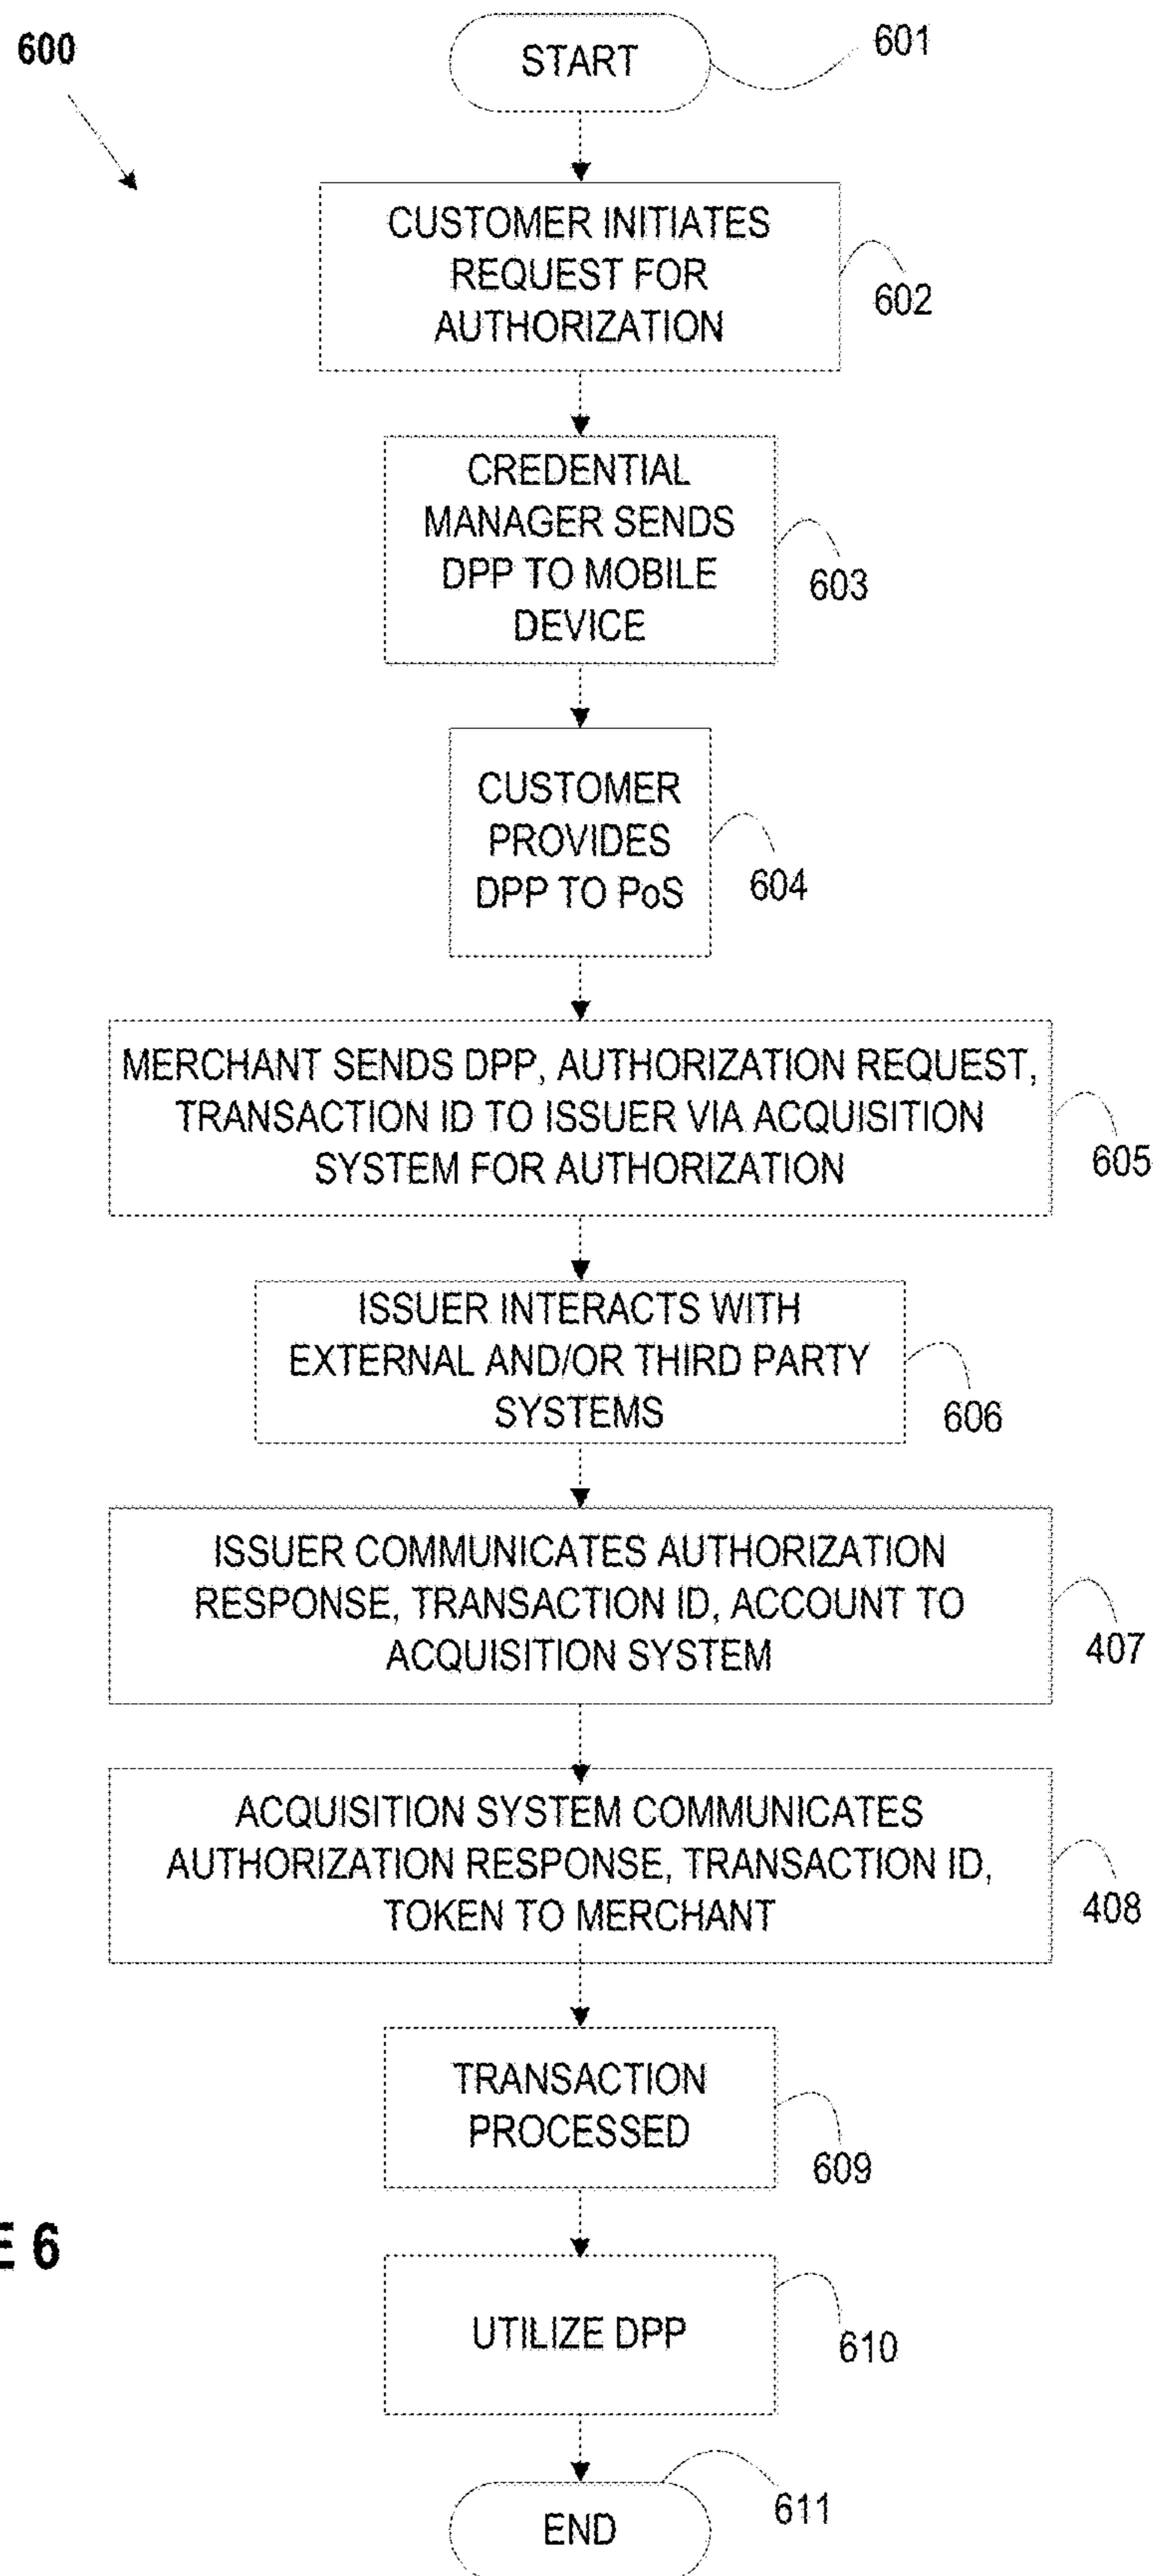 600
START
601
CUSTOMER INITIATES
REQUEST FOR
AUTHORIZATION
602
CREDENTIAL
MANAGER SENDS
DPP TO MOBILE
DEVICE
603
CUSTOMER
PROVIDES
DPP TO PoS
604
MERCHANT SENDS DPP, AUTHORIZATION REQUEST,
TRANSACTION ID TO ISSUER VIA ACQUISITION
SYSTEM FOR AUTHORIZATION
605
ISSUER INTERACTS WITH
EXTERNAL AND/OR THIRD PARTY
SYSTEMS
606
ISSUER COMMUNICATES AUTHORIZATION
RESPONSE, TRANSACTION ID, ACCOUNT TO
ACQUISITION SYSTEM
407
ACQUISITION SYSTEM COMMUNICATES
AUTHORIZATION RESPONSE, TRANSACTION ID,
TOKEN TO MERCHANT
408
TRANSACTION
PROCESSED
609
E 6
UTILIZE DPP
610
END
611